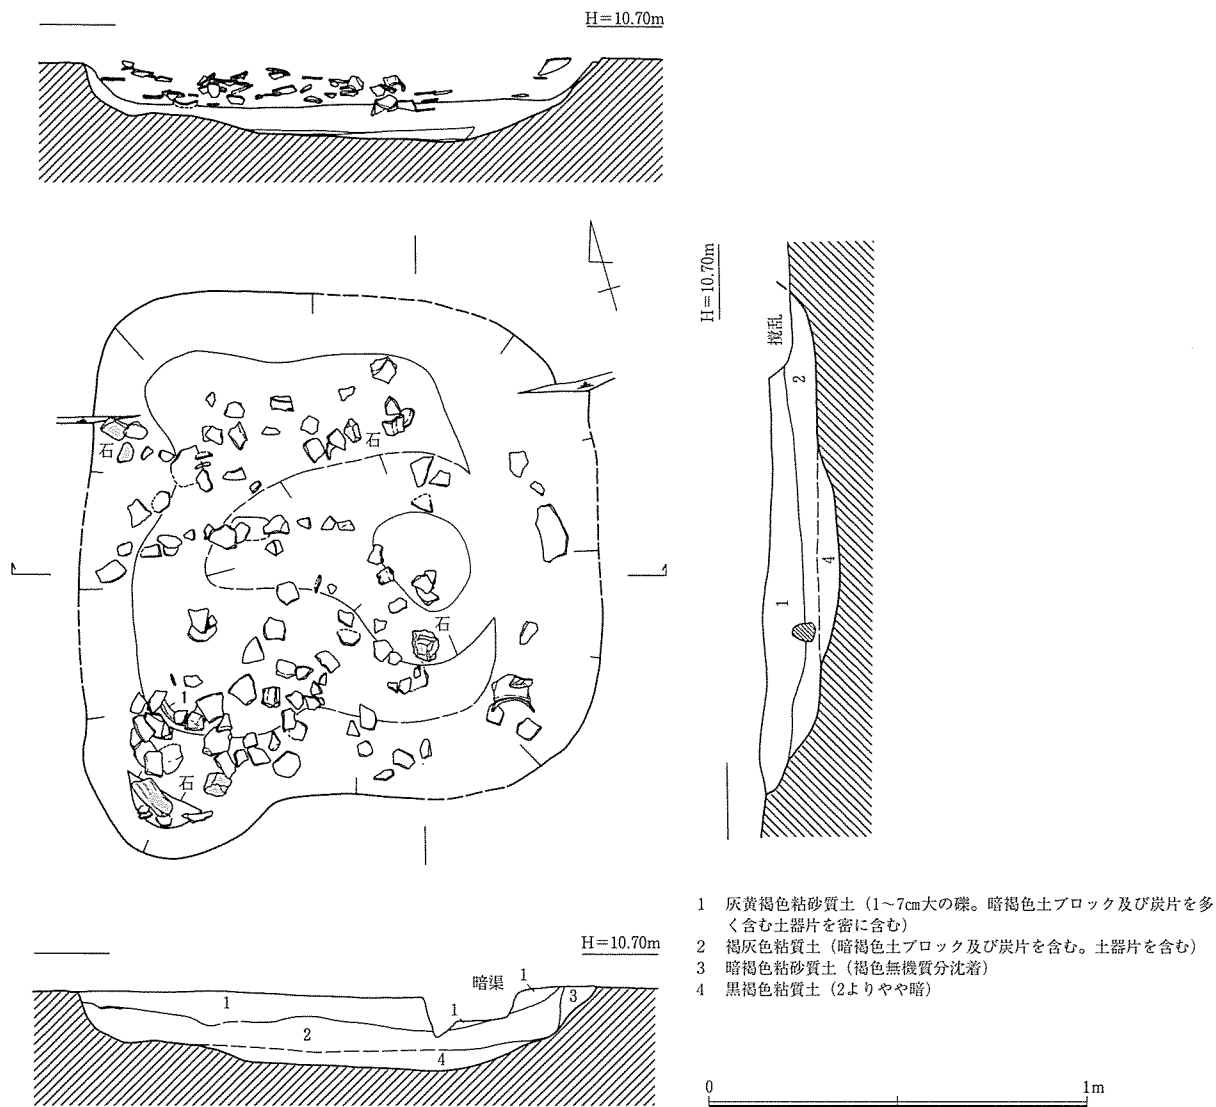 H＝10.70m
H＝10.70m
攪乱
2
1
4
石
石
石
1
石
H＝10.70m
暗渠
1
1
1
3
2
4
1　灰黄褐色粘砂質土（1～7cm大の礫。暗褐色土ブロック及び炭片を多
く含む土器片を密に含む）
2　褐灰色粘質土（暗褐色土ブロック及び炭片を含む。土器片を含む）
3　暗褐色粘砂質土（褐色無機質分沈着）
4　黒褐色粘質土（2よりやや暗）
0　1m